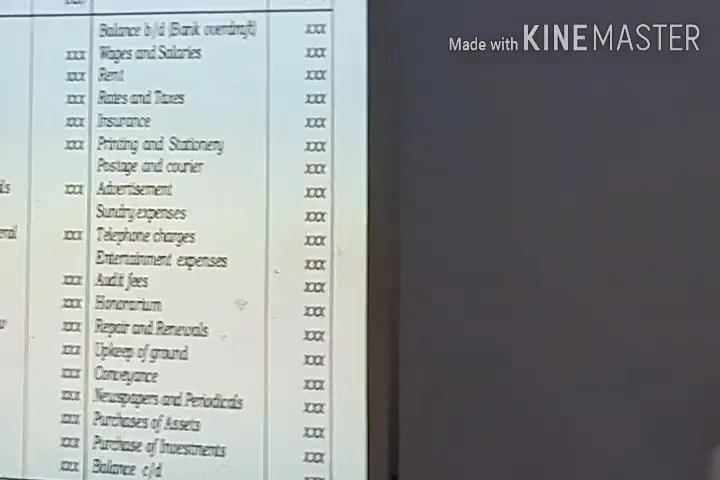 Made with KINEMASTER
Balance b/d (Bank overdraft) xxx
xxx Wages and Salaries xxx
xxx Rent xxx
xxx Rates and Taxes xxx
xxx Insurance xxx
xxx Printing and Stationery xxx
Postage and courier xxx
xxx Advertisement xxx
Sundry expenses xxx
xxx Telephone charges xxx
Entertainment expenses xxx
xxx Audit fees xxx
xxx Honorarium xxx
xxx Repair and Renewals xxx
xxx Upkeep of ground xxx
xxx Conveyance xxx
xxx Newspapers and Periodicals xxx
xxx Purchases of Assets xxx
xxx Purchase of Investments xxx
xxx Balance c/d